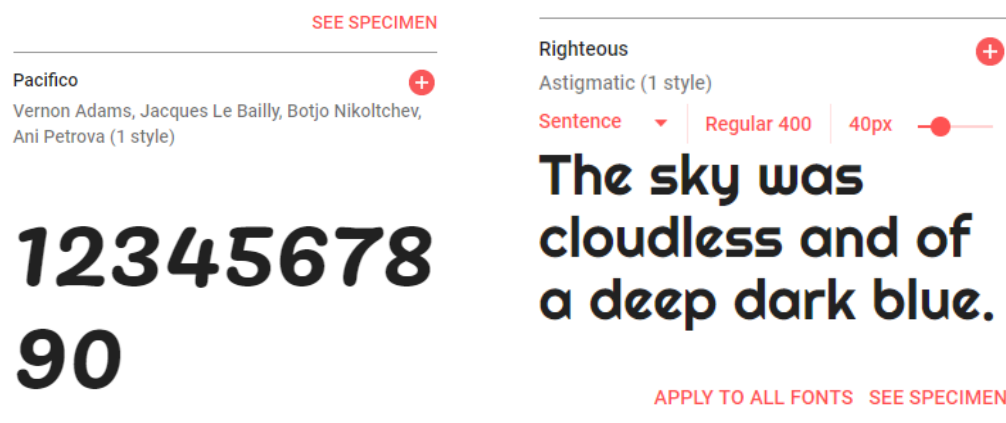 SEE SPECIMEN
Pacifico
Vernon Adams, Jacques Le Bailly, Botjo Nikoltchev,
Ani Petrova (1 style)
12345678
90
Righteous
Astigmatic (1 style)
Sentence Regular 400 40px
The sky was
cloudless and of
a deep dark blue.
APPLY TO ALL FONTS SEE SPECIMEN